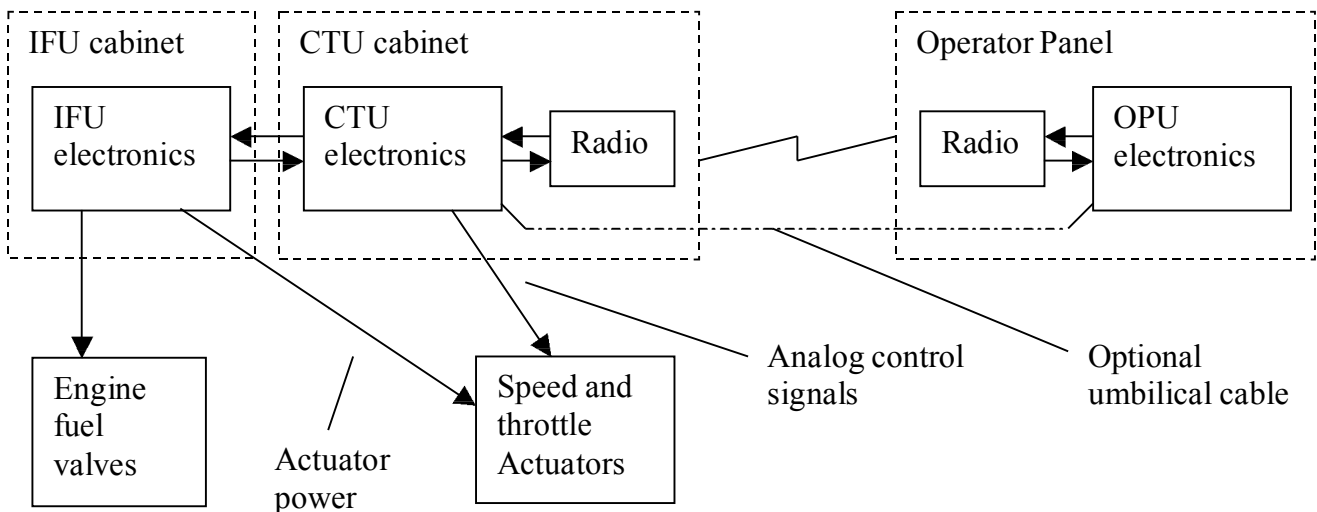 IFU cabinet
CTU cabinet
Operator Panel
IFU
electronics
CTU
electronics
Radio
Radio
OPU
electronics
Engine
fuel
valves
Actuator
power
Speed and
throttle
Actuators
Analog control
signals
Optional
umbilical cable